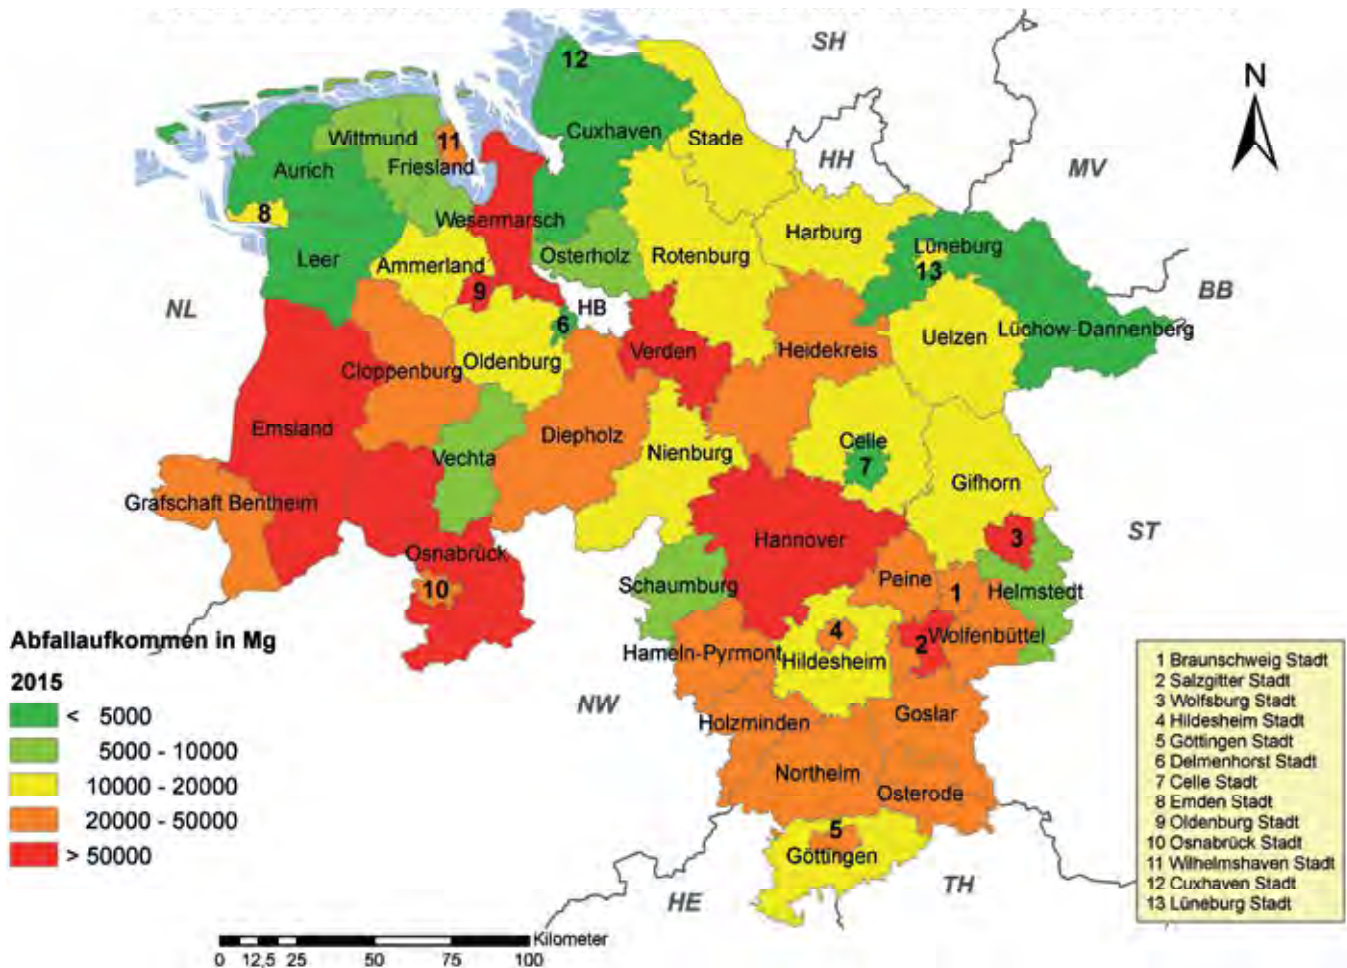 SH
N
12
Cuxhaven
Stade
HH
MV
Wittmund
11
Friesland
Aurich
8
Wesermarsch
Harburg
Lüneburg
Leer
Ammerland
Osterholz
Rotenburg
13
NL
9
HB
BB
6
Uelzen
Lüchow-Dannenberg
Cloppenburg
Oldenburg
Verden
Heidekreis
Emsland
Diepholz
Celle
Vechta
Nienburg
7
Gifhorn
Grafschaft Bentheim
Hannover
3
ST
Osnabrück
10
Schaumburg
Peine
1
Helmstedt
4
2
Wolfenbüttel
Hameln-Pyrmont
Hildesheim
NW
Holzminden
Goslar
Northeim
Osterode
5
Göttingen
HE
TH
Abfallaufkommen in Mg
2015
< 5000
5000 - 10000
10000 - 20000
20000 - 50000
> 50000
1 Braunschweig Stadt
2 Salzgitter Stadt
3 Wolfsburg Stadt
4 Hildesheim Stadt
5 Göttingen Stadt
6 Delmenhorst Stadt
7 Celle Stadt
8 Emden Stadt
9 Oldenburg Stadt
10 Osnabrück Stadt
11 Wilhelmshaven Stadt
12 Cuxhaven Stadt
13 Lüneburg Stadt
Kilometer
0 12,5 25 50 75 100